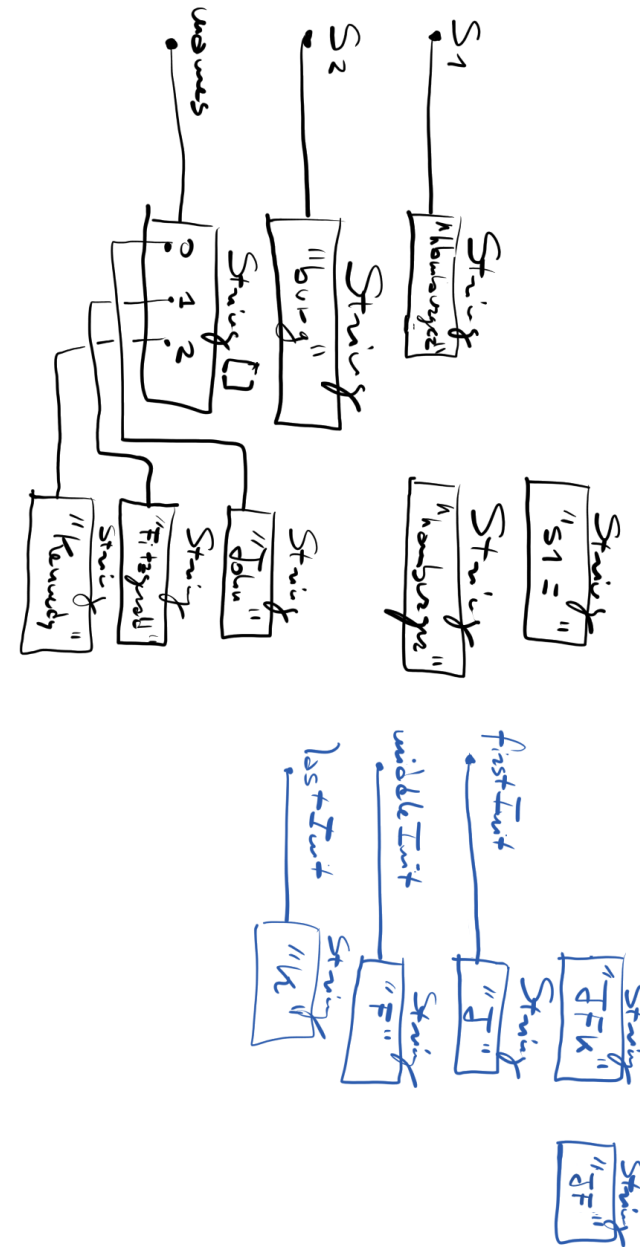 String String String
"s1 = " "JFK" "JF"
S1 String String firstInit String
"hamburger" "hamburger" "J"
S2 String middleInit String
"burg" "F"
String lastInit String
"John" "K"
names String []
0 1 2
String
String
"Kennedy"